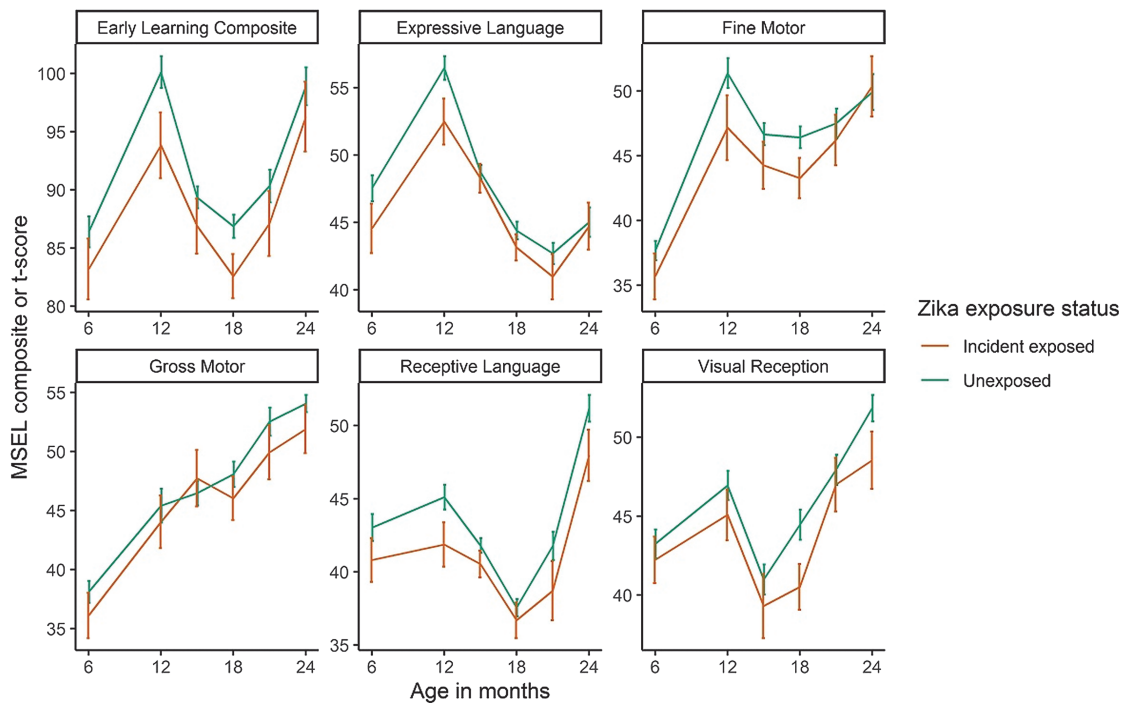 Early Learning Composite
Expressive Language
Fine Motor
100
95
90
85
80
55
50
45
40
50
45
40
35
6 12 18 24
6 12 18 24
6 12 18 24
Gross Motor
Receptive Language
Visual Reception
55
50
45
40
35
50
45
40
35
50
45
40
6 12 18 24
6 12 18 24
6 12 18 24
MSEL composite or t-score
Age in months
Zika exposure status
Incident exposed
Unexposed